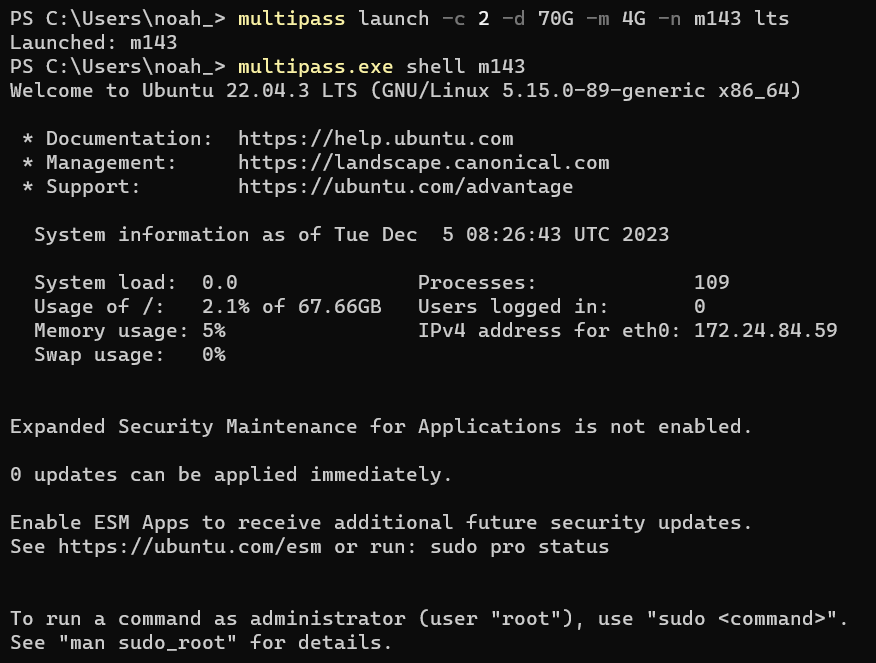 PS C:\Users\noah_> multipass launch -c 2 -d 70G -m 4G -n m143 lts
Launched: m143
PS C:\Users\noah_> multipass.exe shell m143
Welcome to Ubuntu 22.04.3 LTS (GNU/Linux 5.15.0-89-generic x86_64)
* Documentation:  https://help.ubuntu.com
* Management:     https://landscape.canonical.com
* Support:        https://ubuntu.com/advantage
System information as of Tue Dec  5 08:26:43 UTC 2023
System load:  0.0               Processes:             109
Usage of /:   2.1% of 67.66GB   Users logged in:       0
Memory usage: 5%                IPv4 address for eth0: 172.24.84.59
Swap usage:   0%
Expanded Security Maintenance for Applications is not enabled.
0 updates can be applied immediately.
Enable ESM Apps to receive additional future security updates.
See https://ubuntu.com/esm or run: sudo pro status
To run a command as administrator (user "root"), use "sudo <command>".
See "man sudo_root" for details.